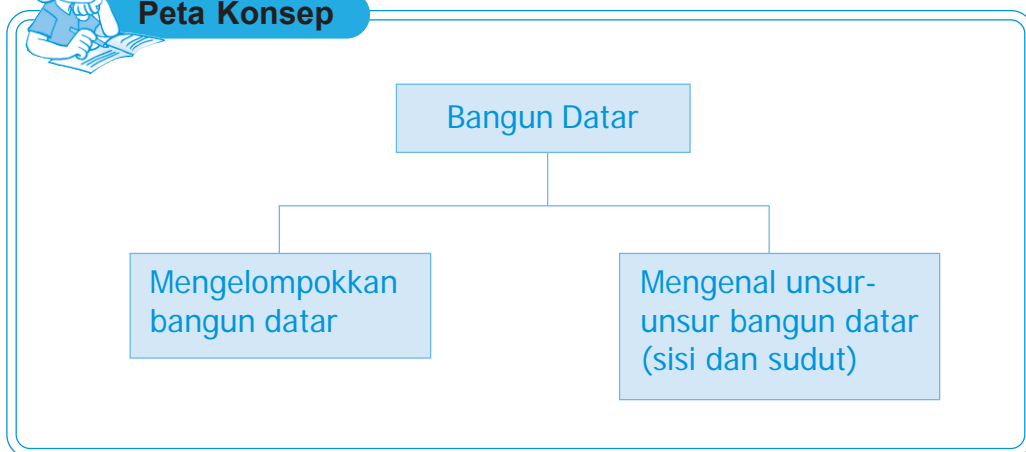 Peta Konsep
Bangun Datar
Mengelompokkan
bangun datar
Mengenal unsur-
unsur bangun datar
(sisi dan sudut)